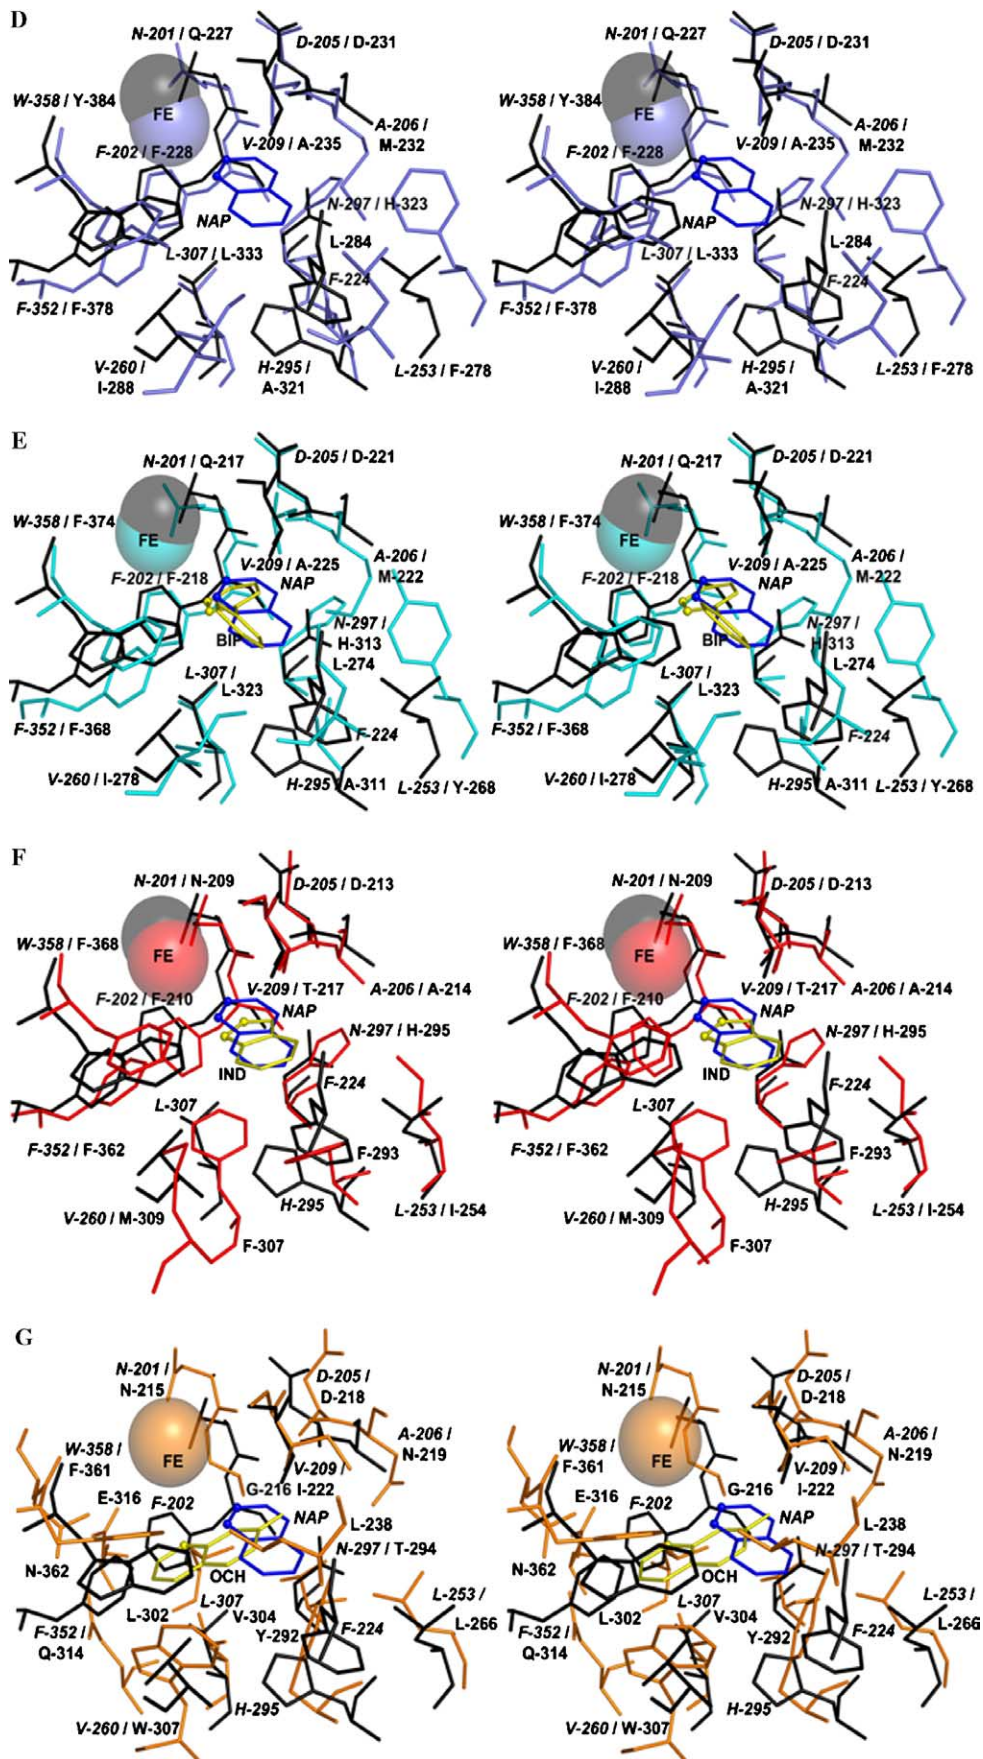 D
N-201 / Q-227
D-205 / D-231
W-358 / Y-384
FE
A-206 /
M-232
F-202 / F-228
V-209 / A-235
N-297 / H-323
NAP
L-284
L-307 / L-333
F-224
F-352 / F-378
V-260 /
I-288
H-295 /
A-321
L-253 / F-278
N-201 / Q-227
D-205 / D-231
W-358 / Y-384
FE
A-206 /
M-232
F-202 / F-228
V-209 / A-235
N-297 / H-323
NAP
L-284
L-307 / L-333
F-224
F-352 / F-378
V-260 /
I-288
H-295 /
A-321
L-253 / F-278
E
N-201 / Q-217
D-205 / D-221
W-358 / F-374
FE
A-206 /
M-222
V-209 / A-225
F-202 / F-218
NAP
N-297 /
H-313
BIP
L-274
L-307 /
L-323
F-352 / F-368
F-224
V-260 / I-278
H-295 / A-311
L-253 / Y-268
N-201 / Q-217
D-205 / D-221
W-358 / F-374
FE
A-206 /
M-222
V-209 / A-225
F-202 / F-218
NAP
N-297 /
H-313
BIP
L-274
L-307 /
L-323
F-352 / F-368
F-224
V-260 / I-278
H-295 / A-311
L-253 / Y-268
F
N-201 / N-209
D-205 / D-213
W-358 / F-368
FE
V-209 / T-217
A-206 / A-214
F-202 / F-210
NAP
N-297 / H-295
IND
F-224
L-307
F-352 / F-362
F-293
H-295
L-253 / I-254
V-260 / M-309
F-307
N-201 / N-209
D-205 / D-213
W-358 / F-368
FE
V-209 / T-217
A-206 / A-214
F-202 / F-210
NAP
N-297 / H-295
IND
F-224
L-307
F-352 / F-362
F-293
H-295
L-253 / I-254
V-260 / M-309
F-307
G
N-201 /
N-215
D-205 /
D-218
W-358 /
F-361
FE
A-206 /
N-219
V-209 /
I-222
G-216
E-316
F-202
NAP
L-238
N-297 / T-294
N-362
OCH
L-302
L-307
V-304
L-253 /
L-266
F-352 /
Q-314
Y-292
F-224
H-295
V-260 / W-307
N-201 /
N-215
D-205 /
D-218
W-358 /
F-361
FE
A-206 /
N-219
V-209 /
I-222
G-216
E-316
F-202
NAP
L-238
N-297 / T-294
N-362
OCH
L-302
L-307
V-304
L-253 /
L-266
F-352 /
Q-314
Y-292
F-224
H-295
V-260 / W-307